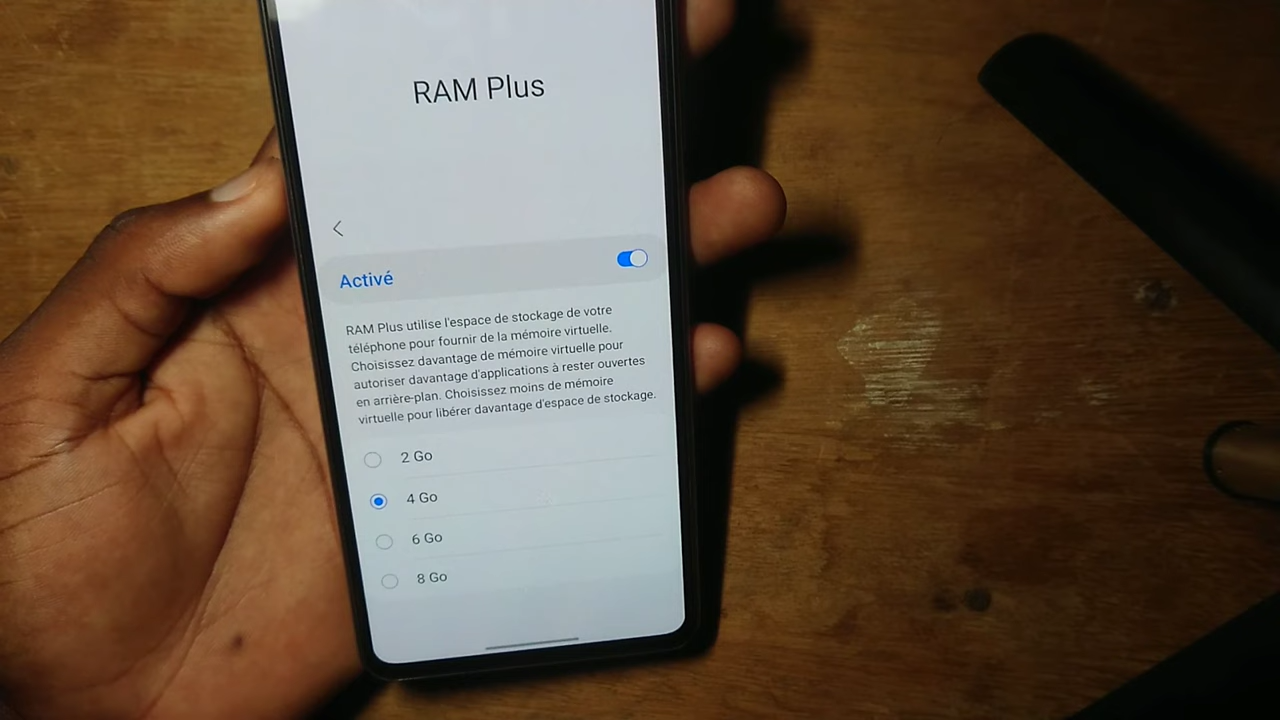 RAM Plus
Activé
RAM Plus utilise l'espace de stockage de votre
téléphone pour fournir de la mémoire virtuelle.
Choisissez davantage de mémoire virtuelle pour
autoriser davantage d'applications à rester ouvertes
en arrière-plan. Choisissez moins de mémoire
virtuelle pour libérer davantage d'espace de stockage.
2 Go
4 Go
6 Go
8 Go